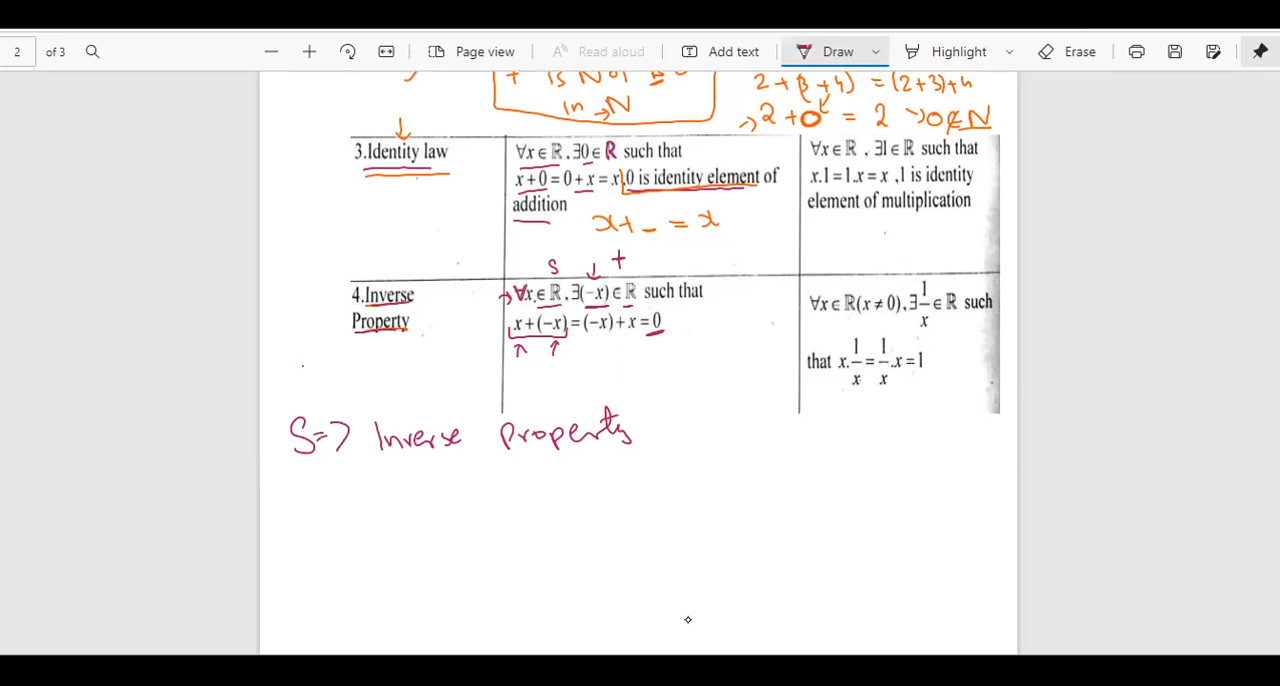 2 of 3 Page view Read aloud Add text Draw Highlight Erase
+ is Not
in → N
2 + (3 + 4) = (2+3)+4
→ 2 + 0 = 2 → 0 ∉ N
3.Identity law
∀x ∈ ℝ , ∃0 ∈ R such that
x + 0 = 0 + x = x , 0 is identity element of
addition
x + _ = x
∀x ∈ ℝ , ∃1 ∈ ℝ such that
x.1 = 1.x = x ,1 is identity
element of multiplication
S ↓ +
4.Inverse
Property
→ ∀x ∈ ℝ , ∃(−x) ∈ ℝ such that
x + (−x) = (−x) + x = 0
↑ ↑
∀x ∈ ℝ(x ≠ 0), ∃ 1/x ∈ ℝ such
that x. 1/x = 1/x .x = 1
S => Inverse Property